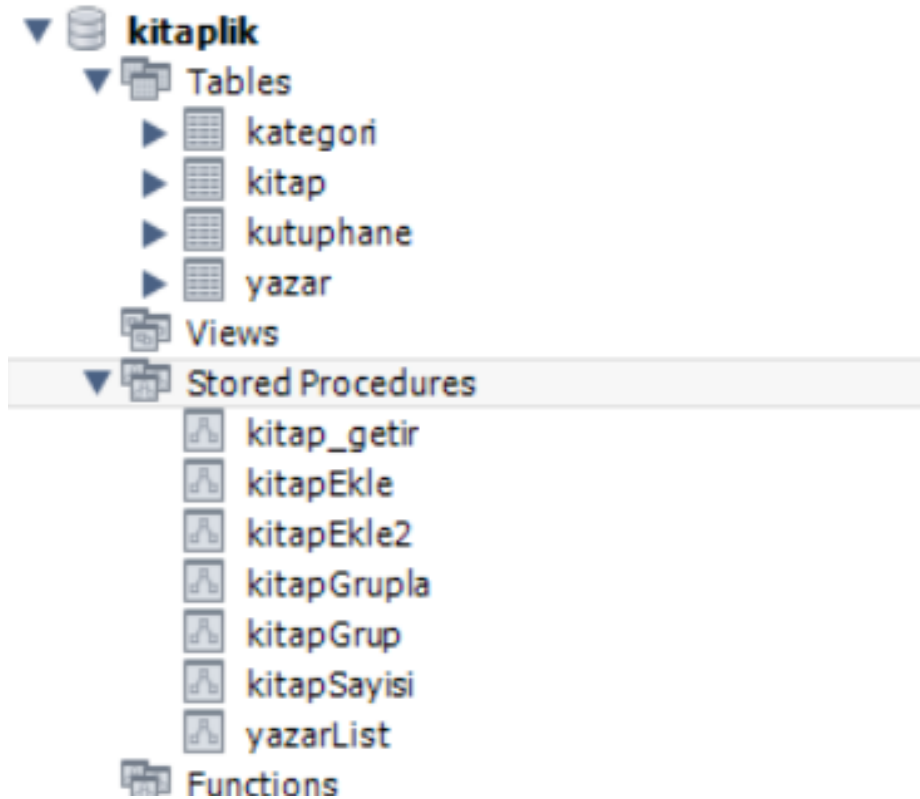 kitaplik
Tables
kategori
kitap
kutuphane
yazar
Views
Stored Procedures
kitap_getir
kitapEkle
kitapEkle2
kitapGrupla
kitapGrup
kitapSayisi
yazarList
Functions